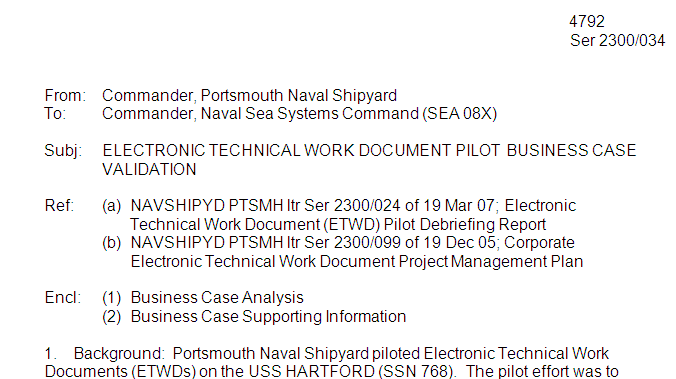 4792
Ser 2300/034
From: Commander, Portsmouth Naval Shipyard
To: Commander, Naval Sea Systems Command (SEA 08X)
Subj: ELECTRONIC TECHNICAL WORK DOCUMENT PILOT BUSINESS CASE
VALIDATION
Ref: (a) NAVSHIPYD PTSMH ltr Ser 2300/024 of 19 Mar 07; Electronic
Technical Work Document (ETWD) Pilot Debriefing Report
(b) NAVSHIPYD PTSMH ltr Ser 2300/099 of 19 Dec 05; Corporate
Electronic Technical Work Document Project Management Plan
Encl: (1) Business Case Analysis
(2) Business Case Supporting Information
1. Background: Portsmouth Naval Shipyard piloted Electronic Technical Work
Documents (ETWDs) on the USS HARTFORD (SSN 768). The pilot effort was to